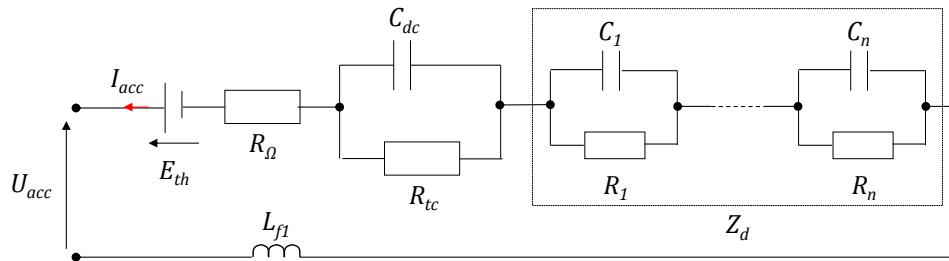 C_dc
C_1
C_n
I_acc
R_Ω
E_th
R_tc
R_1
R_n
U_acc
L_f1
Z_d